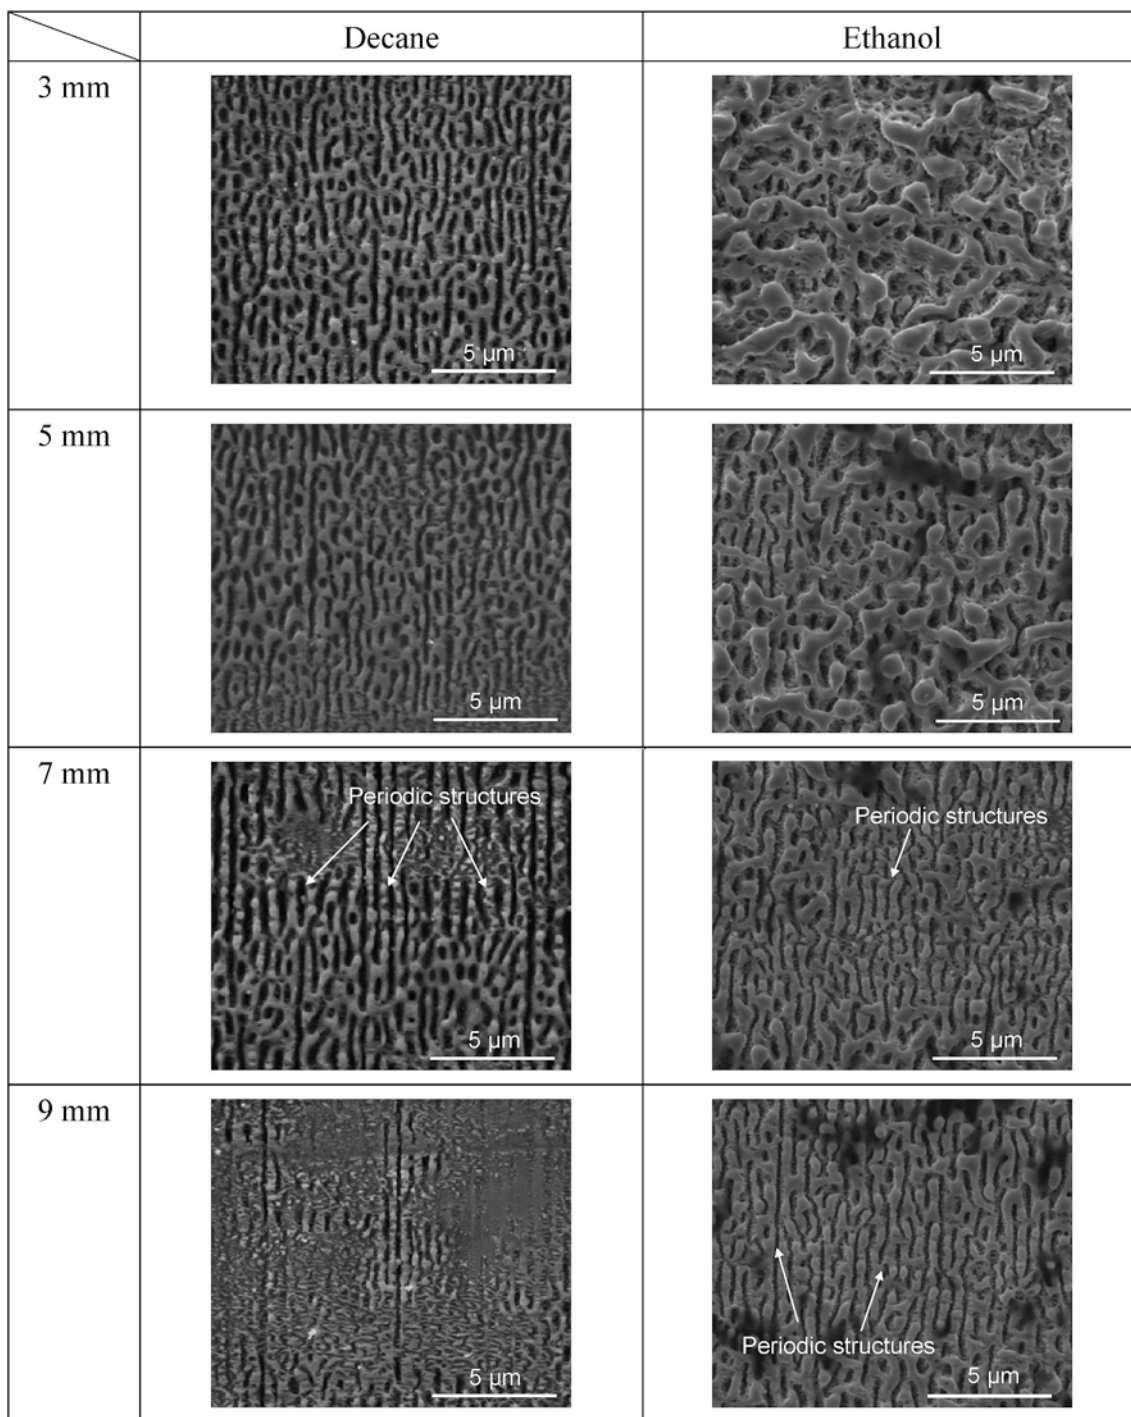 Decane
Ethanol
3 mm
5 µm
5 µm
5 mm
5 µm
5 µm
7 mm
Periodic structures
Periodic
structures
5 µm
5 µm
9 mm
Periodic structures
5 µm
5 µm